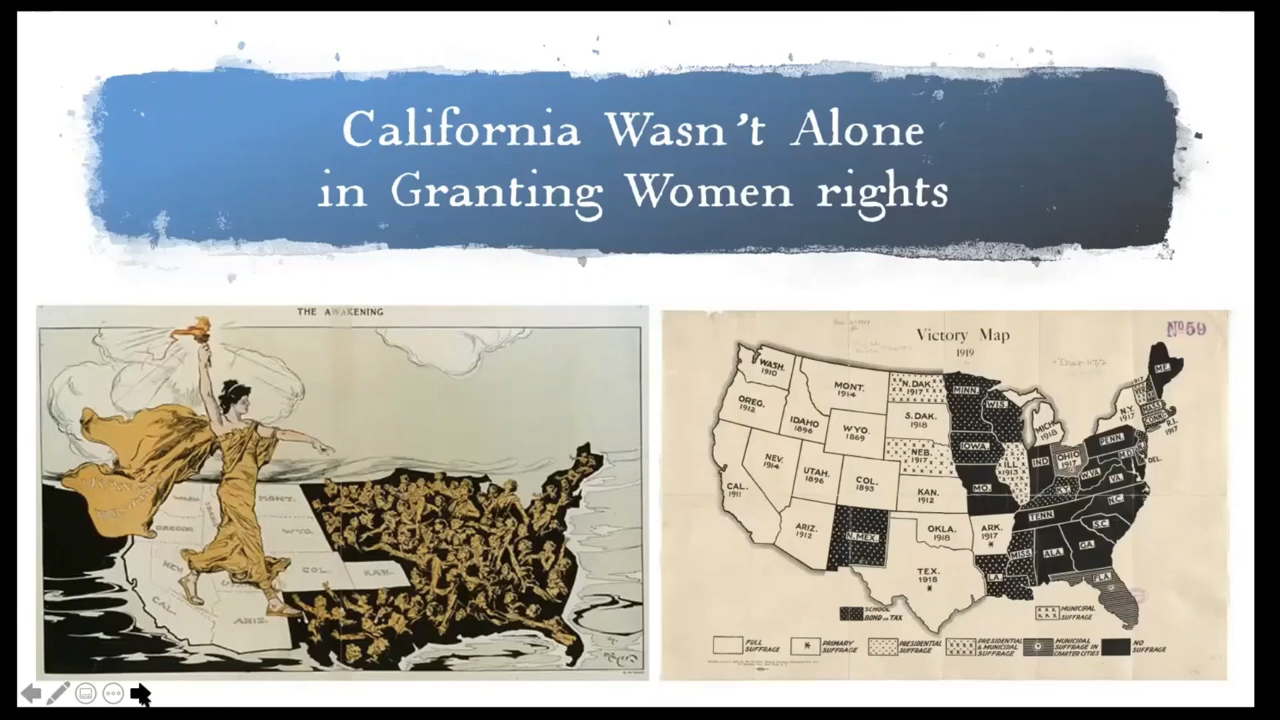 California Wasn't Alone
in Granting Women rights
THE AWAKENING
MONT.
OREGON
WYO.
NEV.
COL.
KAN.
CAL.
ARIZ.
Victory Map
1919
No 59
WASH.
1910
MONT.
1914
N.DAK.
1917
MINN.
ME.
OREG.
1912
IDAHO
1896
WYO.
1869
S.DAK.
1918
WIS.
MICH.
1918
N.Y.
1917
MASS
CONN.
R.I.
1917
NEV.
1914
UTAH.
1896
COL.
1893
NEB.
1917
IOWA.
ILL.
1913
IND
OHIO
1917
PENN.
M.D.
DEL.
CAL.
1911
KAN.
1912
MO.
W.VA.
VA.
ARIZ.
1912
N.MEX.
OKLA.
1918
ARK.
1917
*
TENN.
N.C.
S.C.
TEX.
1918
*
LA.
MISS.
ALA.
GA.
FLA.
SCHOOL
BOND OR TAX
MUNICIPAL
SUFFRAGE
FULL
SUFFRAGE
* PRIMARY
SUFFRAGE
PRESIDENTIAL
SUFFRAGE
PRESIDENTIAL
& MUNICIPAL
SUFFRAGE
MUNICIPAL
SUFFRAGE IN
CHARTER CITIES
NO
SUFFRAGE